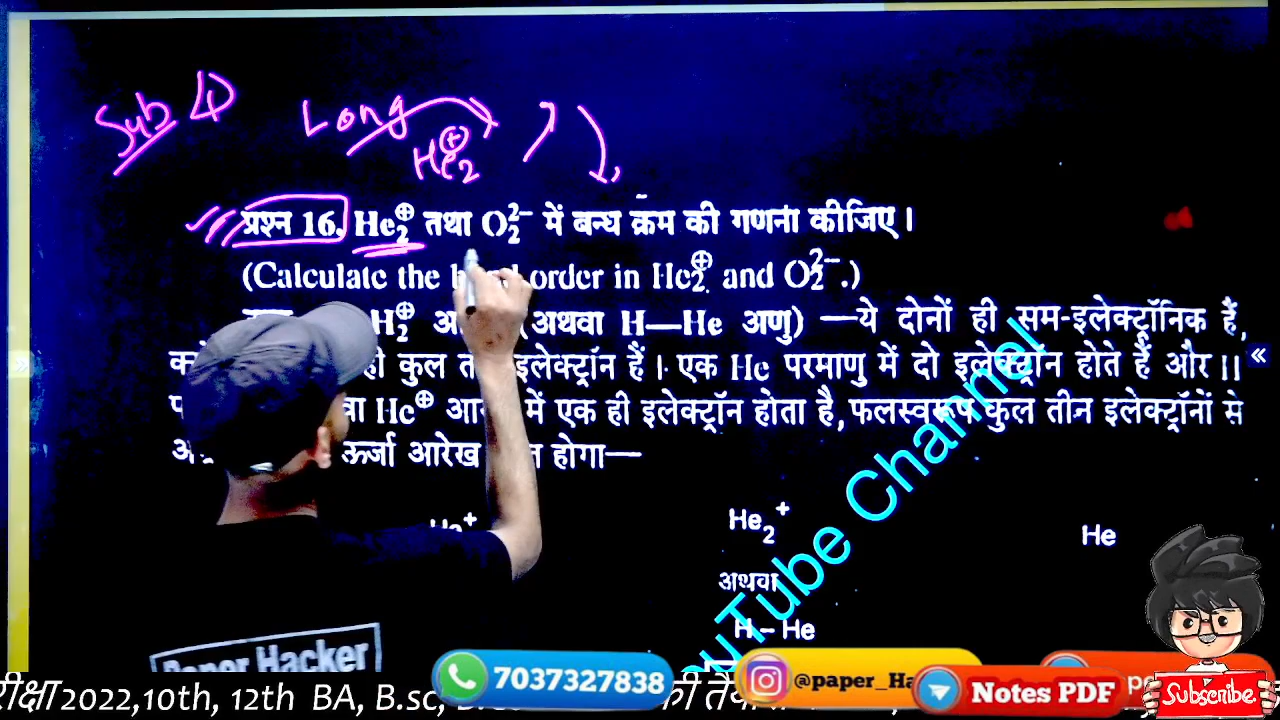 Sub 4 Long
He₂⊕
प्रश्न 16. He₂⊕ तथा O₂²⁻ में बन्ध क्रम की गणना कीजिए।
(Calculate the order in He₂⊕ and O₂²⁻.)
H₂⊕ (अथवा H—He अणु) —ये दोनों ही सम-इलेक्ट्रॉनिक हैं,
ही कुल इलेक्ट्रॉन हैं। एक He परमाणु में दो इलेक्ट्रॉन होते हैं और H
He⊕ में एक ही इलेक्ट्रॉन होता है, फलस्वरूप कुल तीन इलेक्ट्रॉनों से
ऊर्जा आरेख होगा—
He₂⁺
He
अथवा
H – He
YouTube Channel
Paper Hacker
7037327838
@paper_Ha
Notes PDF
Subscribe
2022,10th, 12th BA, B.sc,